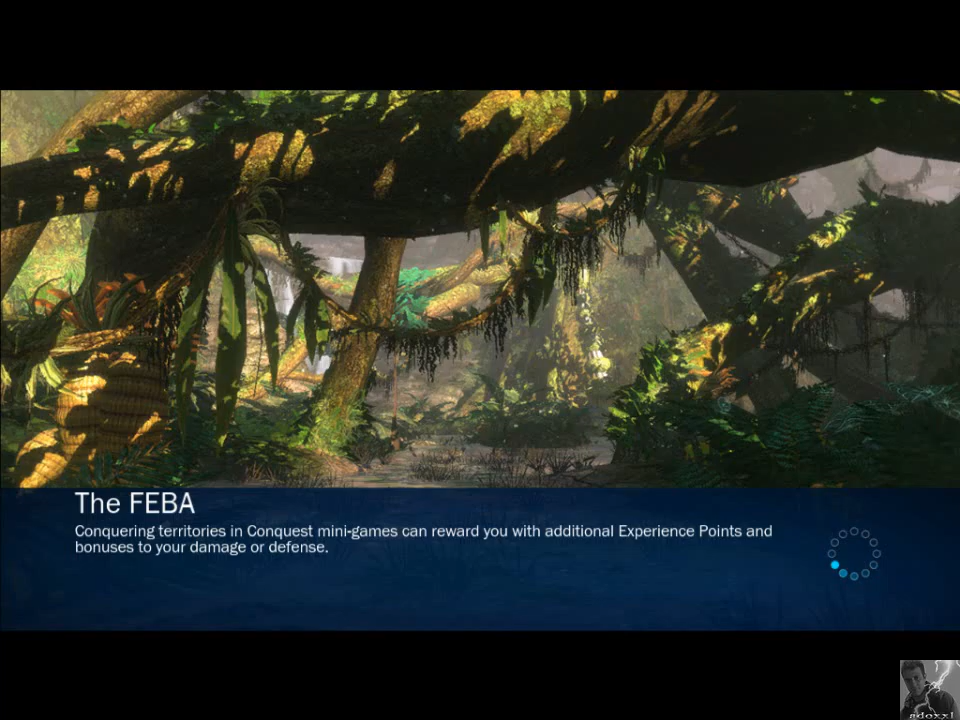 The FEBA
Conquering territories in Conquest mini-games can reward you with additional Experience Points and
bonuses to your damage or defense.
adoxxl